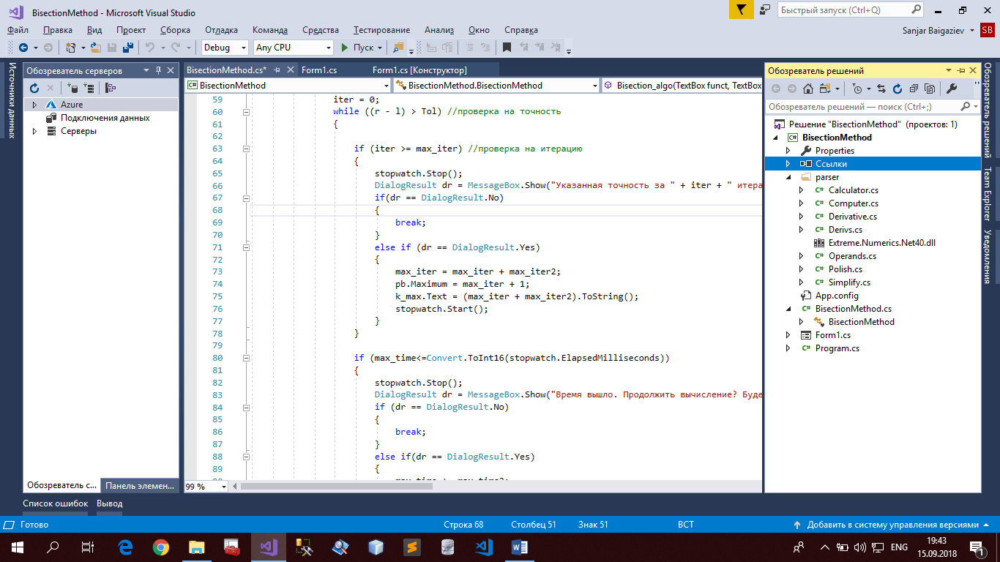 BisectionMethod - Microsoft Visual Studio
Быстрый запуск (Ctrl+Q)
Файл Правка Вид Проект Сборка Отладка Команда Средства Тестирование Анализ Окно Справка
Sanjar Baigaziev SB
Debug Any CPU Пуск
Источники данных
Обозреватель серверов
Azure
Подключения данных
Серверы
Обозреватель с... Панель элемен...
BisectionMethod.cs* Form1.cs Form1.cs [Конструктор]
BisectionMethod BisectionMethod.BisectionMethod Bisection_algo(TextBox funct, TextBox
59 iter = 0;
60 while ((r - l) > Tol) //проверка на точность
61 {
62
63 if (iter >= max_iter) //проверка на итерацию
64 {
65 stopwatch.Stop();
66 DialogResult dr = MessageBox.Show("Указанная точность за " + iter + " итера
67 if(dr == DialogResult.No)
68 {
69 break;
70 }
71 else if (dr == DialogResult.Yes)
72 {
73 max_iter = max_iter + max_iter2;
74 pb.Maximum = max_iter + 1;
75 k_max.Text = (max_iter + max_iter2).ToString();
76 stopwatch.Start();
77 }
78 }
79
80 if (max_time<=Convert.ToInt16(stopwatch.ElapsedMilliseconds))
81 {
82 stopwatch.Stop();
83 DialogResult dr = MessageBox.Show("Время вышло. Продолжить вычисление? Буде
84 if (dr == DialogResult.No)
85 {
86 break;
87 }
88 else if(dr == DialogResult.Yes)
89 {
99 %
Обозреватель решений
Обозреватель решений — поиск (Ctrl+;)
Решение "BisectionMethod" (проектов: 1)
BisectionMethod
Properties
Ссылки
parser
Calculator.cs
Computer.cs
Derivative.cs
Derivs.cs
Extreme.Numerics.Net40.dll
Operands.cs
Polish.cs
Simplify.cs
App.config
BisectionMethod.cs
BisectionMethod
Form1.cs
Program.cs
Обозреватель решений
Team Explorer
Уведомления
Список ошибок Вывод
Готово Строка 68 Столбец 51 Знак 51 ВСТ Добавить в систему управления версиями
ENG
19:43
15.09.2018
1